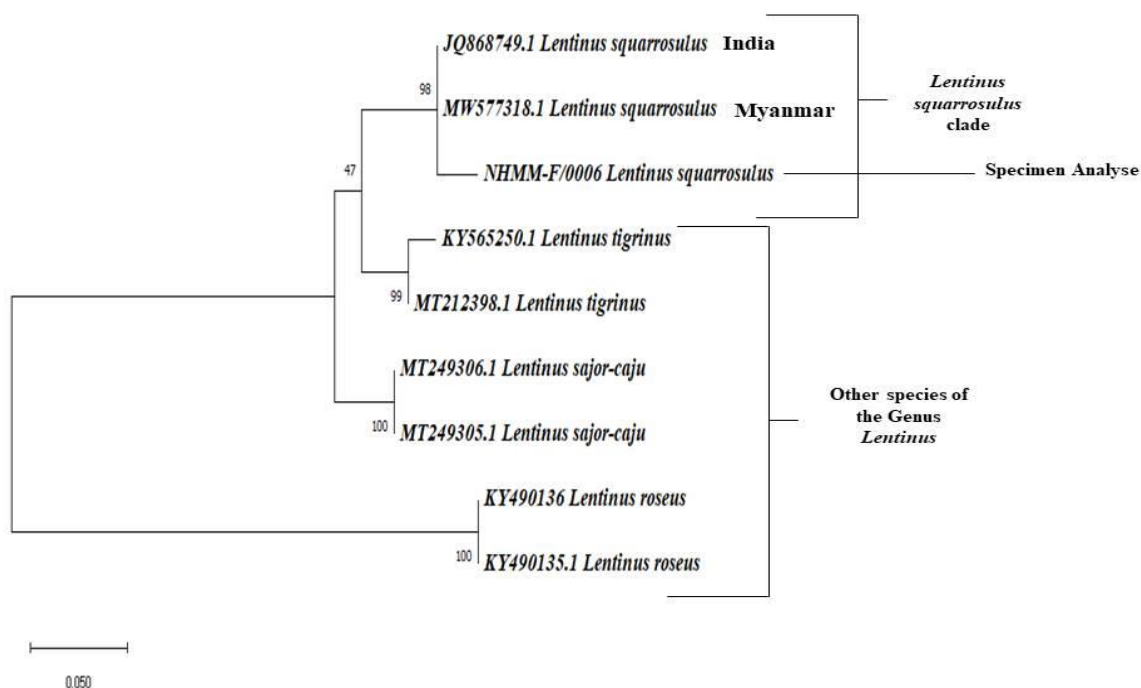 JQ868749.1 Lentinus squarrosulus India
98
MW577318.1 Lentinus squarrosulus Myanmar
Lentinus
squarrosulus
clade
47
NHMM-F/0006 Lentinus squarrosulus
Specimen Analyse
KY565250.1 Lentinus tigrinus
99
MT212398.1 Lentinus tigrinus
MT249306.1 Lentinus sajor-caju
100
MT249305.1 Lentinus sajor-caju
Other species of
the Genus
Lentinus
KY490136 Lentinus roseus
100
KY490135.1 Lentinus roseus
0.050